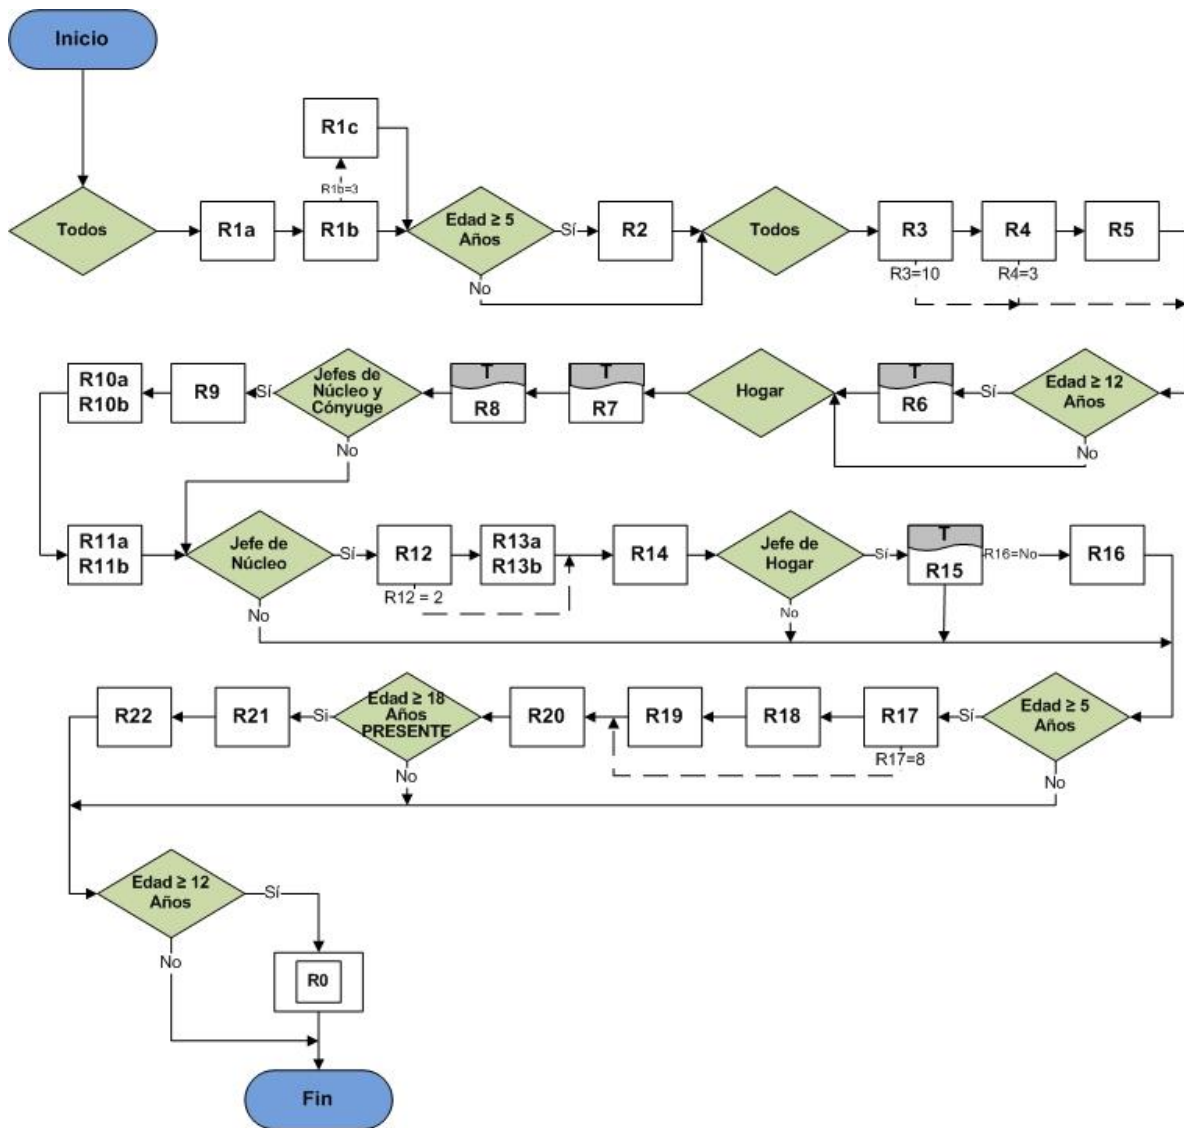 Inicio
R1c
R1b=3
Todos
R1a
R1b
Edad ≥ 5
Años
Sí
R2
Todos
R3
R4
R5
No
R3=10
R4=3
R10a
R10b
R9
Sí
Jefes de
Núcleo y
Cónyuge
T
R8
T
R7
Hogar
T
R6
Sí
Edad ≥ 12
Años
No
No
R11a
R11b
Jefe de
Núcleo
Sí
R12
R13a
R13b
R14
Jefe de
Hogar
Sí
T
R15
R16=No
R16
R12 = 2
No
No
R22
R21
Si
Edad ≥ 18
Años
PRESENTE
R20
R19
R18
R17
Sí
Edad ≥ 5
Años
R17=8
No
No
Edad ≥ 12
Años
Sí
No
R0
Fin